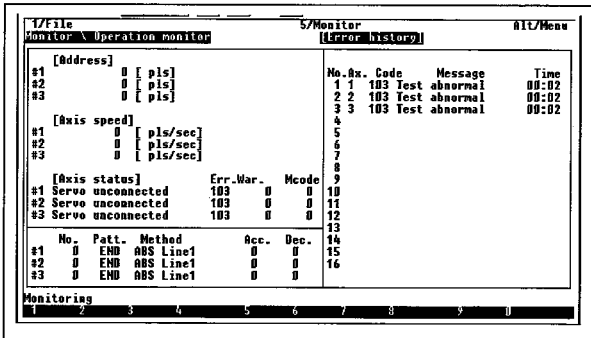 1/File 5/Monitor Alt/Menu
Monitor \ Operation monitor [Error history]
[Address]
#1 0 [ pls]
#2 0 [ pls]
#3 0 [ pls]
[Axis speed]
#1 0 [ pls/sec]
#2 0 [ pls/sec]
#3 0 [ pls/sec]
[Axis status] Err.War. Mcode
#1 Servo unconnected 103 0 0
#2 Servo unconnected 103 0 0
#3 Servo unconnected 103 0 0
No. Patt. Method Acc. Dec.
#1 0 END ABS Line1 0 0
#2 0 END ABS Line1 0 0
#3 0 END ABS Line1 0 0
No.Ax. Code Message Time
1 1 103 Test abnormal 00:02
2 2 103 Test abnormal 00:02
3 3 103 Test abnormal 00:02
4
5
6
7
8
9
10
11
12
13
14
15
16
Monitoring
1 2 3 4 5 6 7 8 9 0